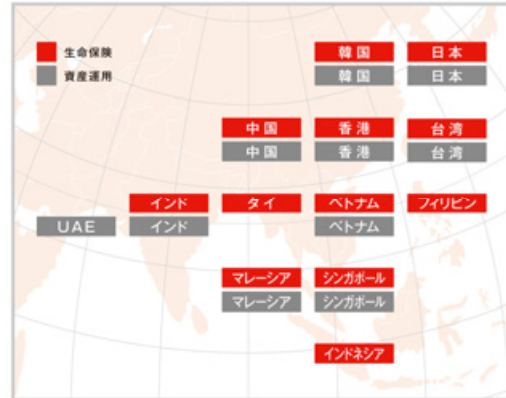 生命保険
資産運用
韓国 日本
韓国 日本
中国 香港 台湾
中国 香港 台湾
インド タイ ベトナム フィリピン
UAE インド ベトナム
マレーシア シンガポール
マレーシア シンガポール
インドネシア